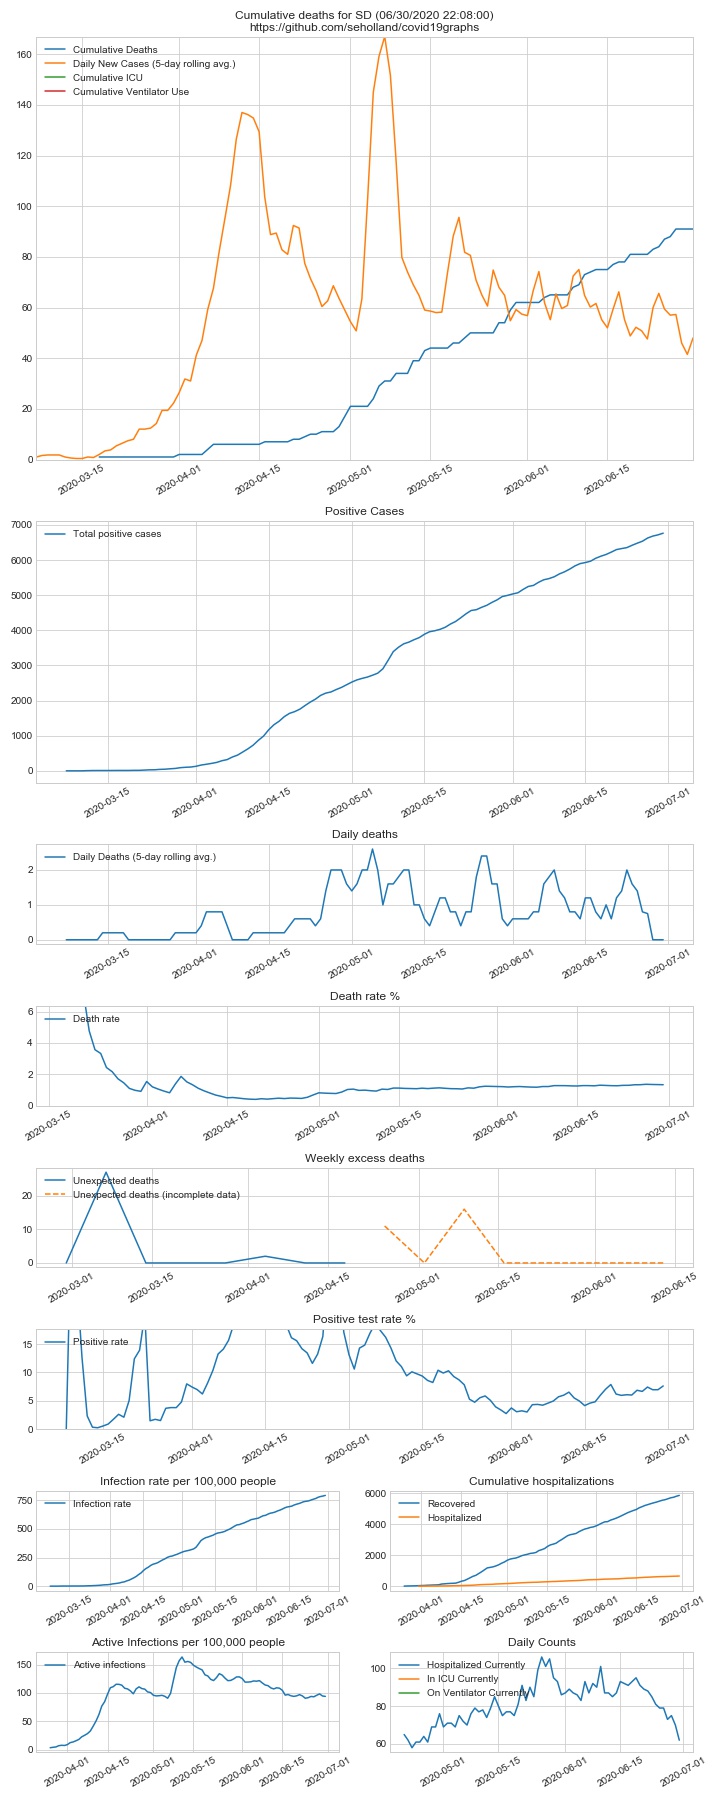 Cumulative deaths for SD (06/30/2020 22:08:00)
https://github.com/seholland/covid19graphs
Cumulative Deaths
Daily New Cases (5-day rolling avg.)
Cumulative ICU
Cumulative Ventilator Use
160
140
120
100
80
60
40
20
0
2020-03-15 2020-04-01 2020-04-15 2020-05-01 2020-05-15 2020-06-01 2020-06-15
Positive Cases
Total positive cases
7000
6000
5000
4000
3000
2000
1000
0
2020-03-15 2020-04-01 2020-04-15 2020-05-01 2020-05-15 2020-06-01 2020-06-15 2020-07-01
Daily deaths
Daily Deaths (5-day rolling avg.)
2
1
0
2020-03-15 2020-04-01 2020-04-15 2020-05-01 2020-05-15 2020-06-01 2020-06-15 2020-07-01
Death rate %
Death rate
6
4
2
0
2020-03-15 2020-04-01 2020-04-15 2020-05-01 2020-05-15 2020-06-01 2020-06-15 2020-07-01
Weekly excess deaths
Unexpected deaths
Unexpected deaths (incomplete data)
20
10
0
2020-03-01 2020-03-15 2020-04-01 2020-04-15 2020-05-01 2020-05-15 2020-06-01 2020-06-15
Positive test rate %
Positive rate
15
10
5
0
2020-03-15 2020-04-01 2020-04-15 2020-05-01 2020-05-15 2020-06-01 2020-06-15 2020-07-01
Infection rate per 100,000 people
Infection rate
750
500
250
0
2020-03-15 2020-04-01 2020-04-15 2020-05-01 2020-05-15 2020-06-01 2020-06-15 2020-07-01
Cumulative hospitalizations
Recovered
Hospitalized
6000
4000
2000
0
2020-04-01 2020-04-15 2020-05-01 2020-05-15 2020-06-01 2020-06-15 2020-07-01
Active Infections per 100,000 people
Active infections
150
100
50
0
2020-04-01 2020-04-15 2020-05-01 2020-05-15 2020-06-01 2020-06-15 2020-07-01
Daily Counts
Hospitalized Currently
In ICU Currently
On Ventilator Currently
100
80
60
2020-05-01 2020-05-15 2020-06-01 2020-06-15 2020-07-01